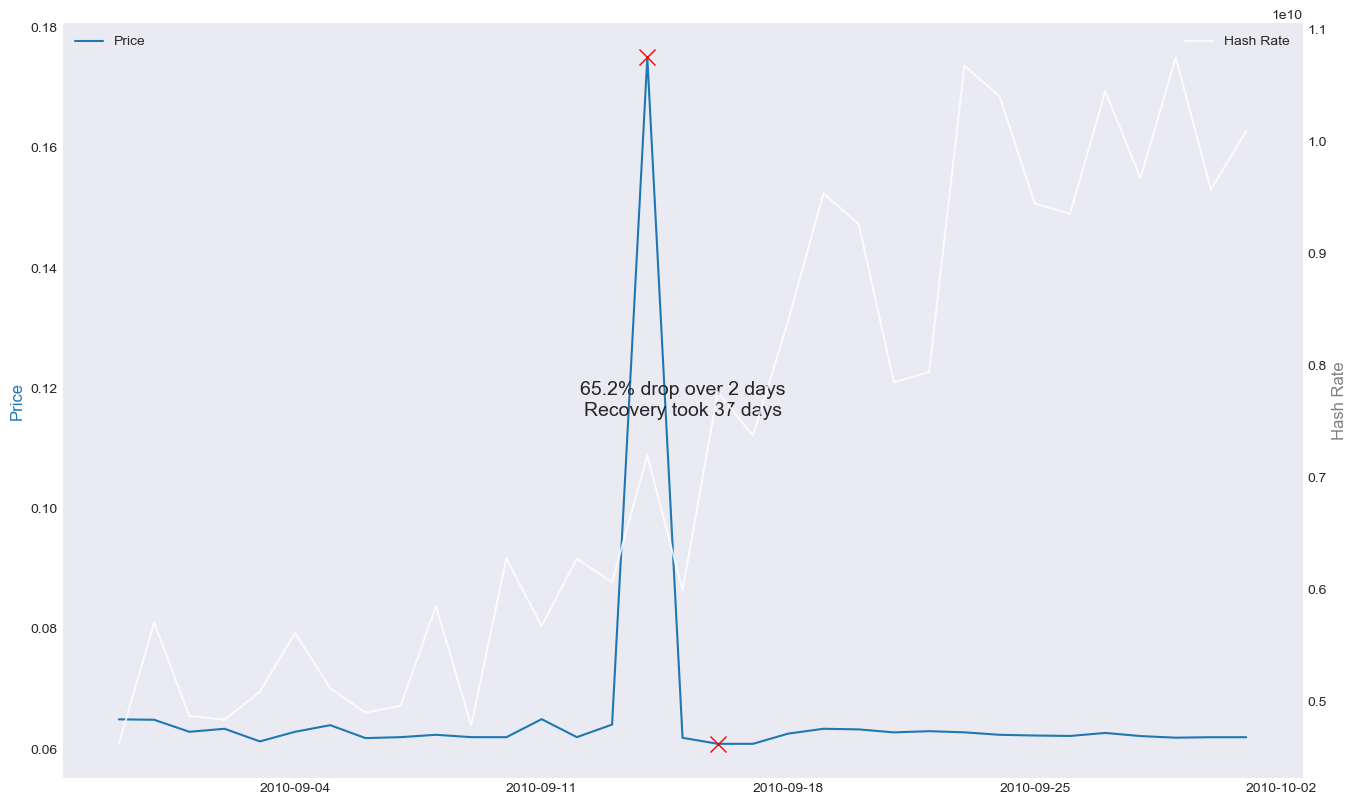 1e10
Price
Hash Rate
0.18
0.16
0.14
0.12
0.10
0.08
0.06
Price
1.1
1.0
0.9
0.8
0.7
0.6
0.5
Hash Rate
65.2% drop over 2 days
Recovery took 37 days
2010-09-04
2010-09-11
2010-09-18
2010-09-25
2010-10-02